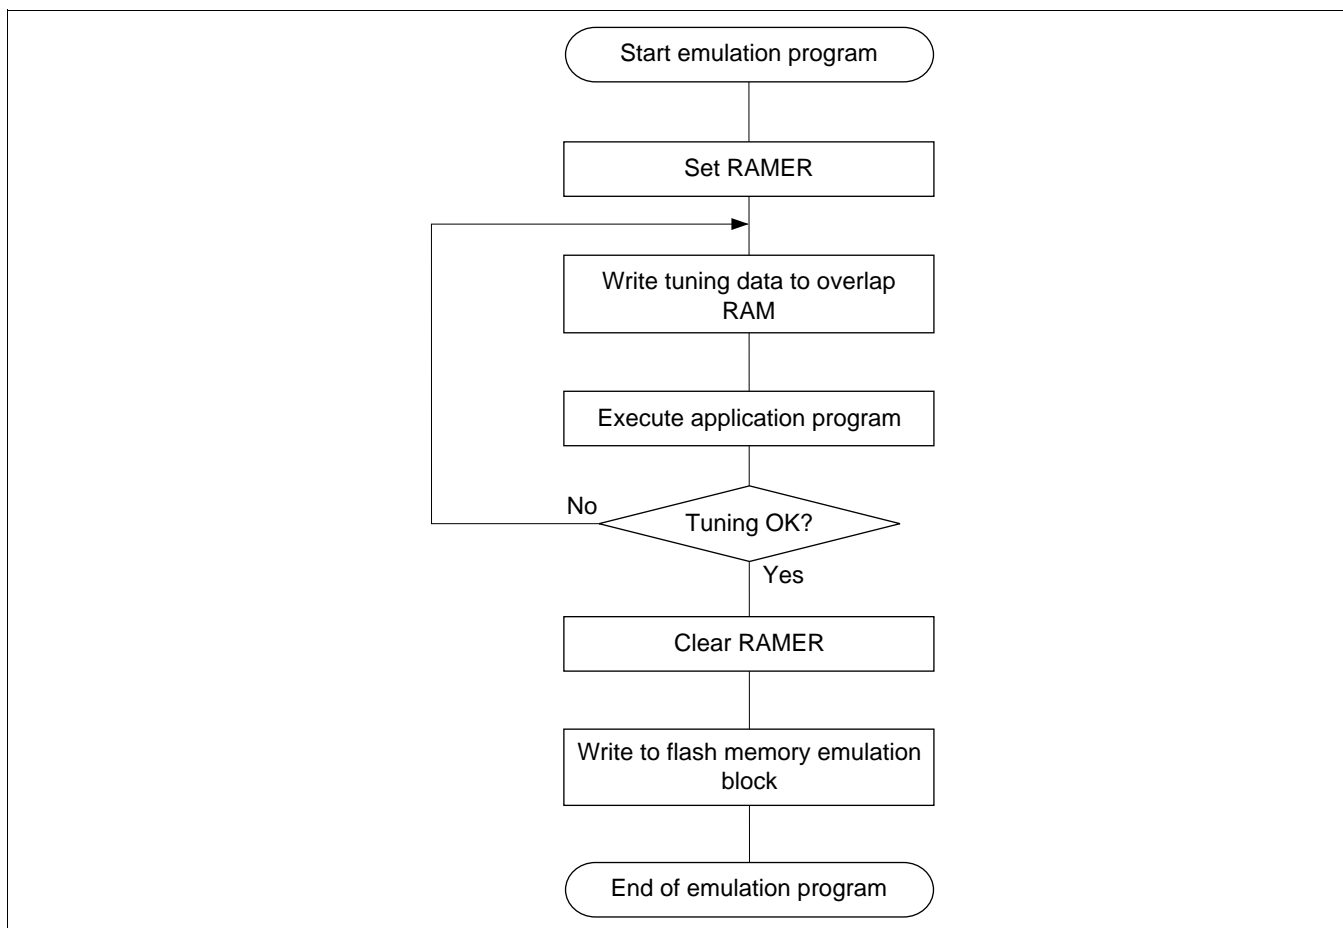 Start emulation program
Set RAMER
Write tuning data to overlap
RAM
Execute application program
No
Tuning OK?
Yes
Clear RAMER
Write to flash memory emulation
block
End of emulation program